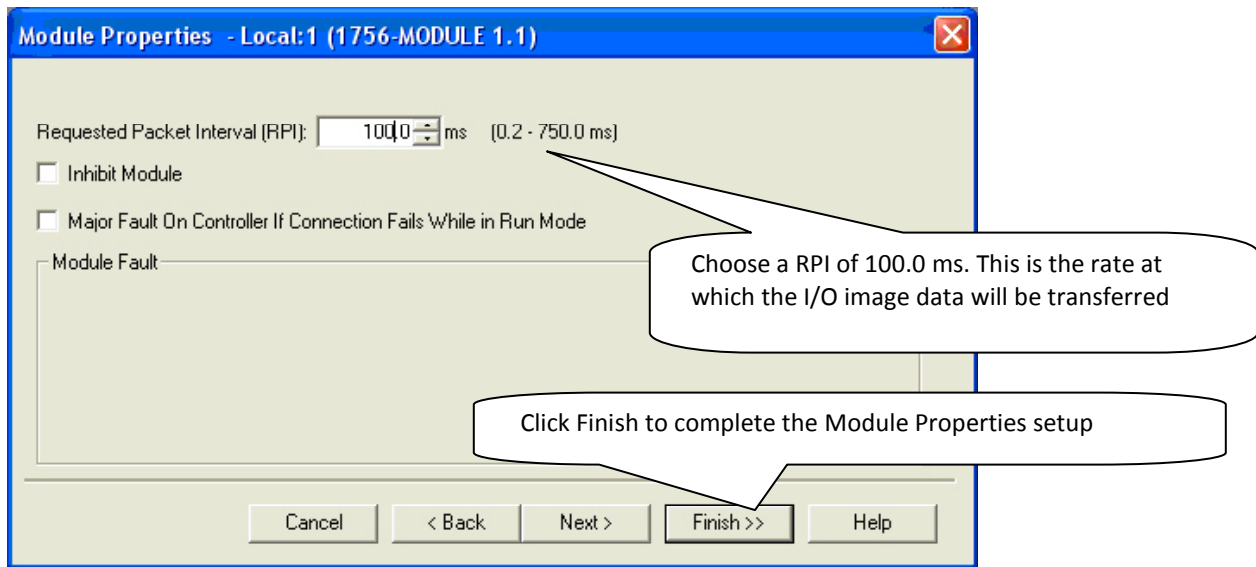 Module Properties - Local:1 (1756-MODULE 1.1)
Requested Packet Interval (RPI): 100.0 ms (0.2 - 750.0 ms)
Inhibit Module
Major Fault On Controller If Connection Fails While in Run Mode
Module Fault
Choose a RPI of 100.0 ms. This is the rate at
which the I/O image data will be transferred
Click Finish to complete the Module Properties setup
Cancel
< Back
Next >
Finish >>
Help